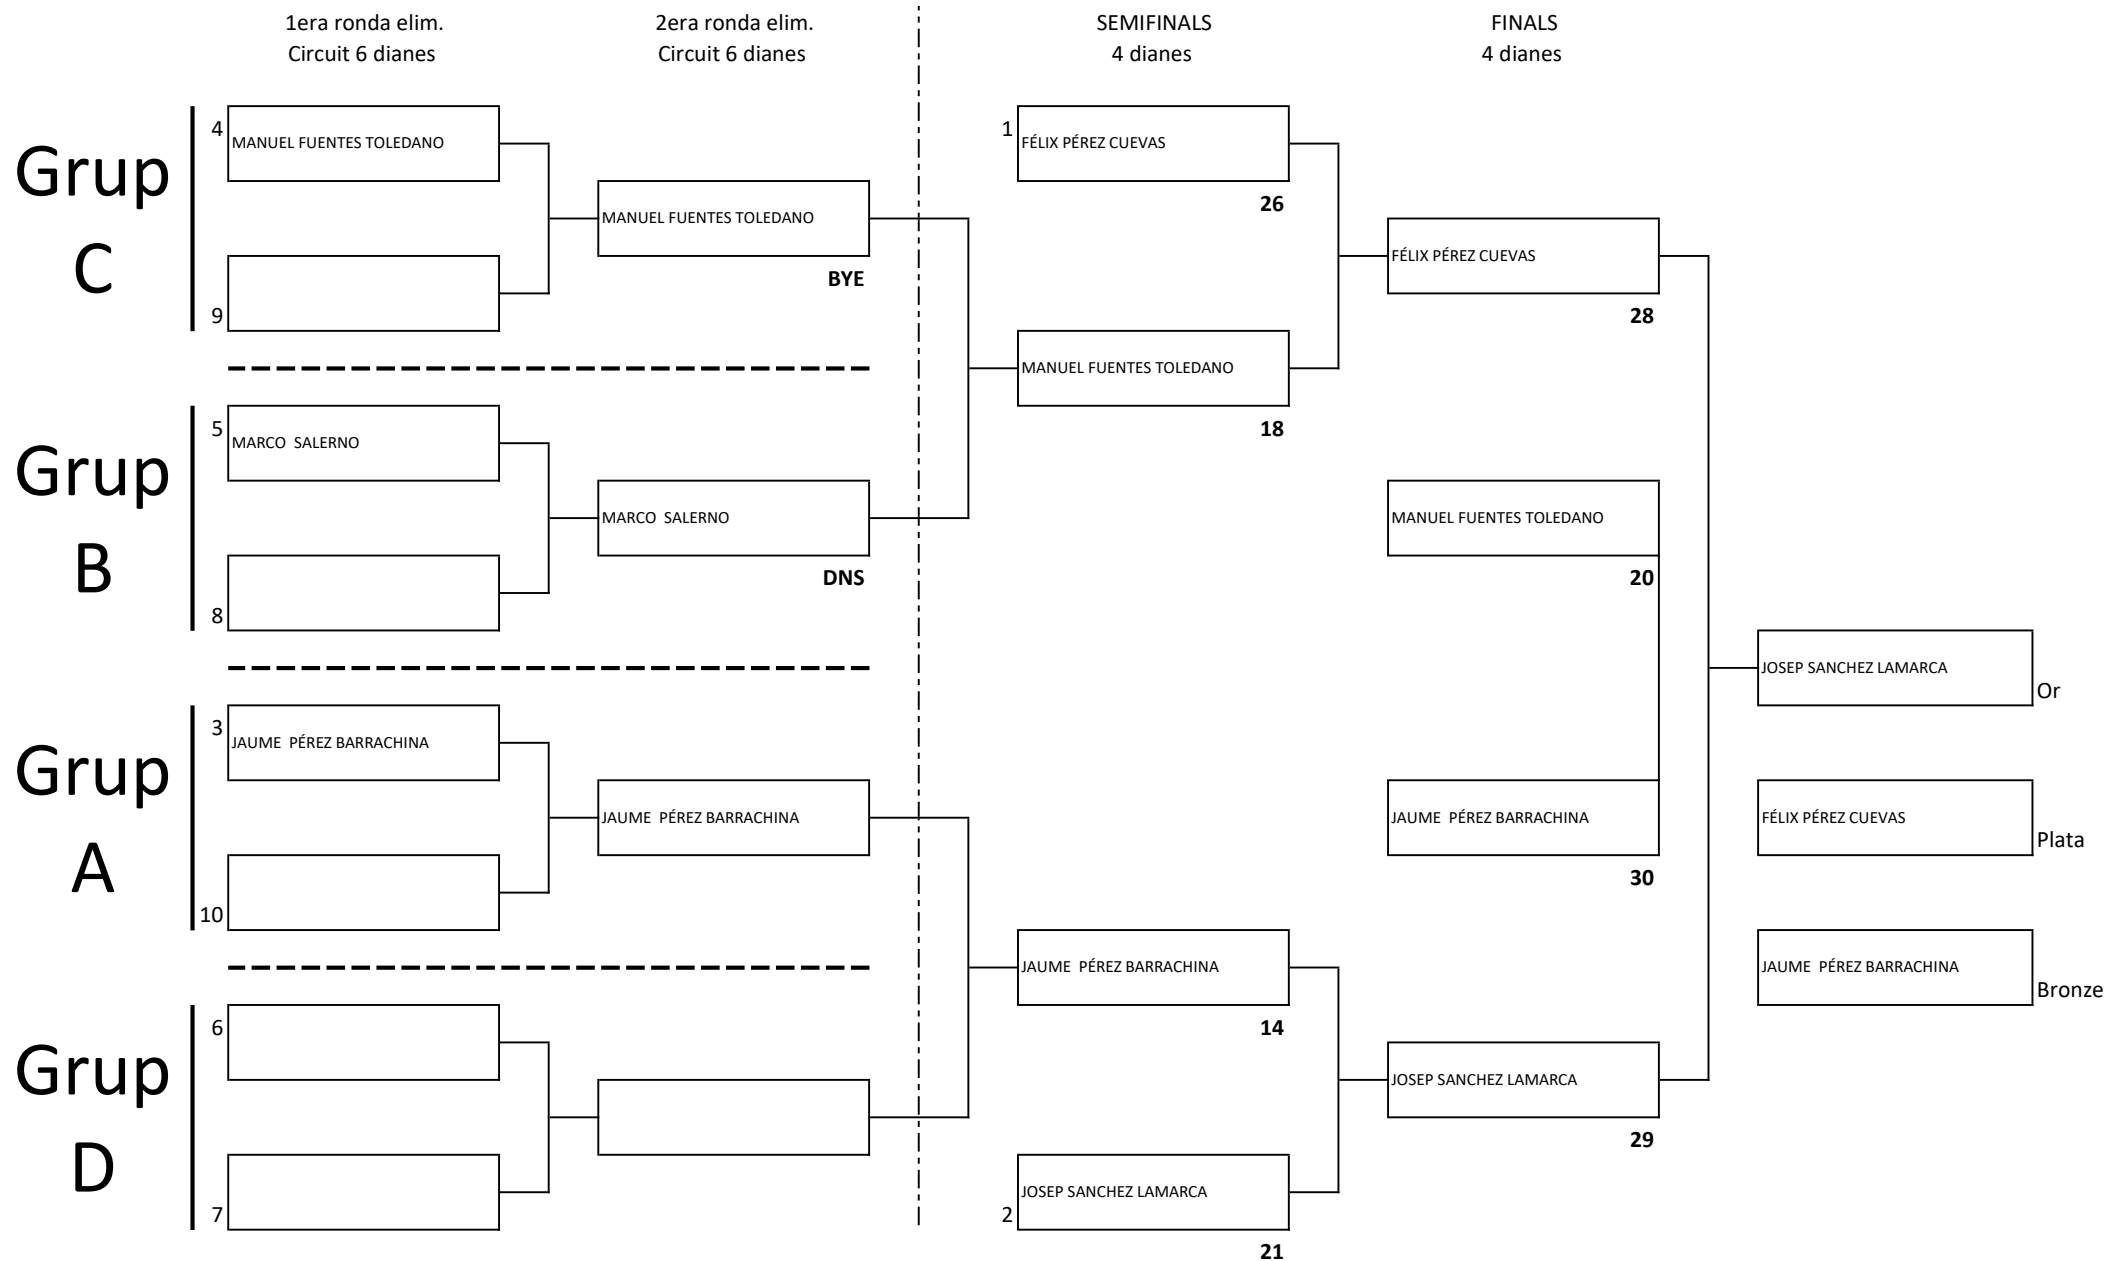 1era ronda elim.
Circuit 6 dianes
2era ronda elim.
Circuit 6 dianes
SEMIFINALS
4 dianes
FINALS
4 dianes
Grup
C
4
MANUEL FUENTES TOLEDANO
9
MANUEL FUENTES TOLEDANO
BYE
Grup
B
5
MARCO  SALERNO
8
MARCO  SALERNO
DNS
Grup
A
3
JAUME  PÉREZ BARRACHINA
10
JAUME  PÉREZ BARRACHINA
Grup
D
6
7
1
FÉLIX PÉREZ CUEVAS
26
MANUEL FUENTES TOLEDANO
18
JAUME  PÉREZ BARRACHINA
14
JOSEP SANCHEZ LAMARCA
2
21
FÉLIX PÉREZ CUEVAS
28
MANUEL FUENTES TOLEDANO
20
JAUME  PÉREZ BARRACHINA
30
JOSEP SANCHEZ LAMARCA
29
JOSEP SANCHEZ LAMARCA
Or
FÉLIX PÉREZ CUEVAS
Plata
JAUME  PÉREZ BARRACHINA
Bronze